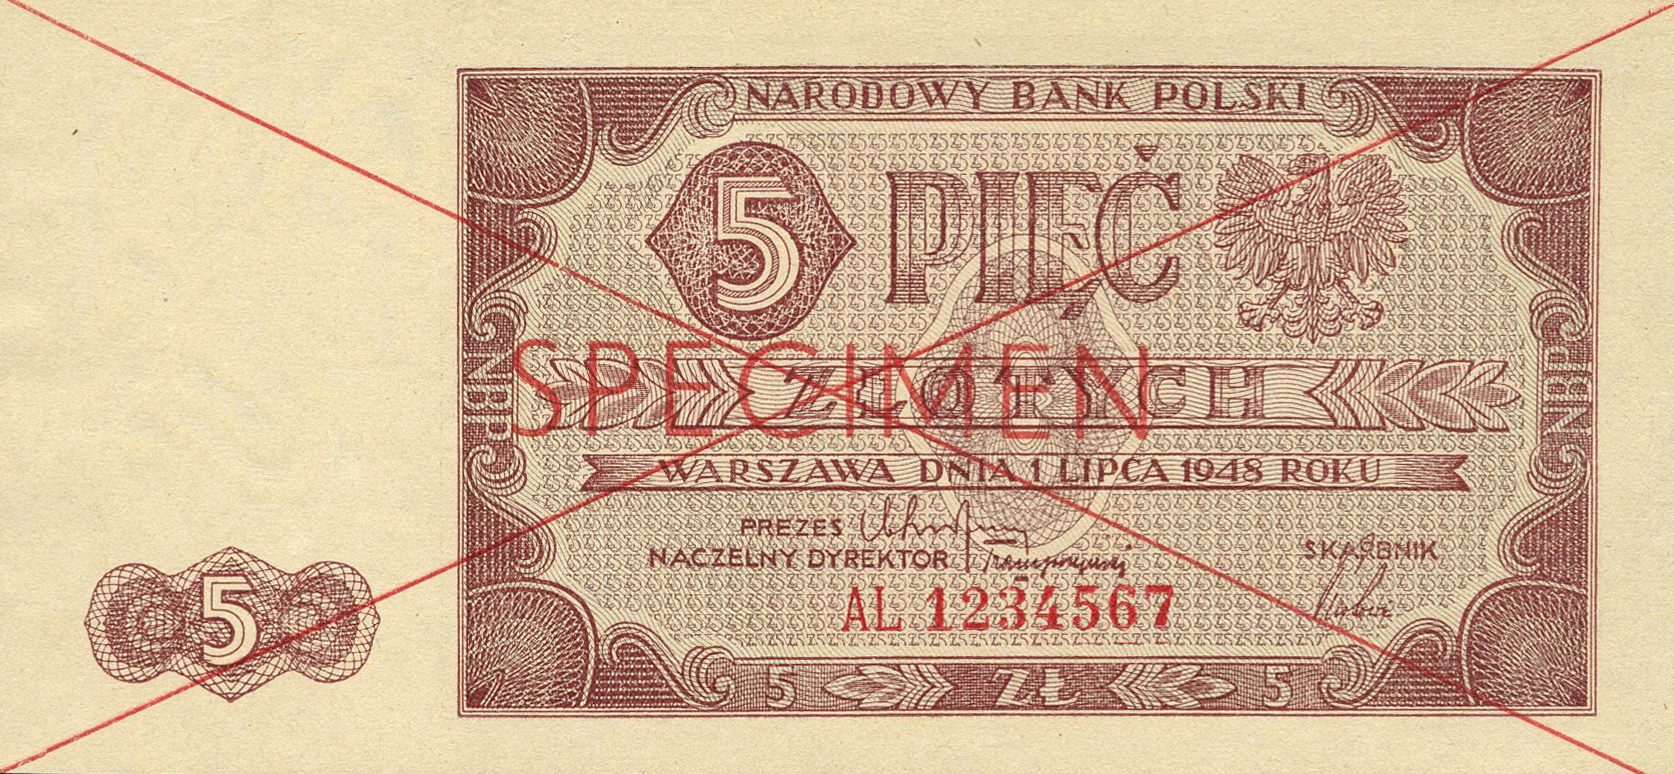 NARODOWY BANK POLSKI
5 PIĘĆ
SPECIMEN
ZŁOTYCH
NBP
NBP
WARSZAWA DNIA 1 LIPCA 1948 ROKU
PREZES
NACZELNY DYREKTOR
SKARBNIK
AL 1234567
5
5 ZŁ 5